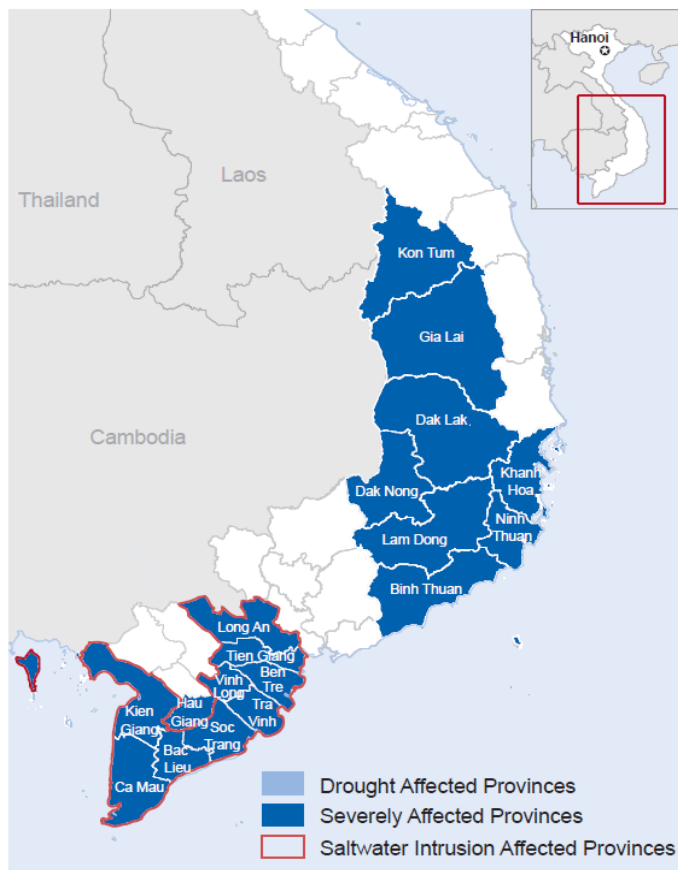 Hanoi
Laos
Thailand
Kon Tum
Gia Lai
Dak Lak
Cambodia
Khanh
Hoa
Dak Nong
Ninh
Thuan
Lam Dong
Binh Thuan
Long An
Tien Giang
Ben
Tre
Vinh
Long
Hau
Giang
Tra
Vinh
Kien
Giang
Soc
Trang
Bac
Lieu
Ca Mau
Drought Affected Provinces
Severely Affected Provinces
Saltwater Intrusion Affected Provinces